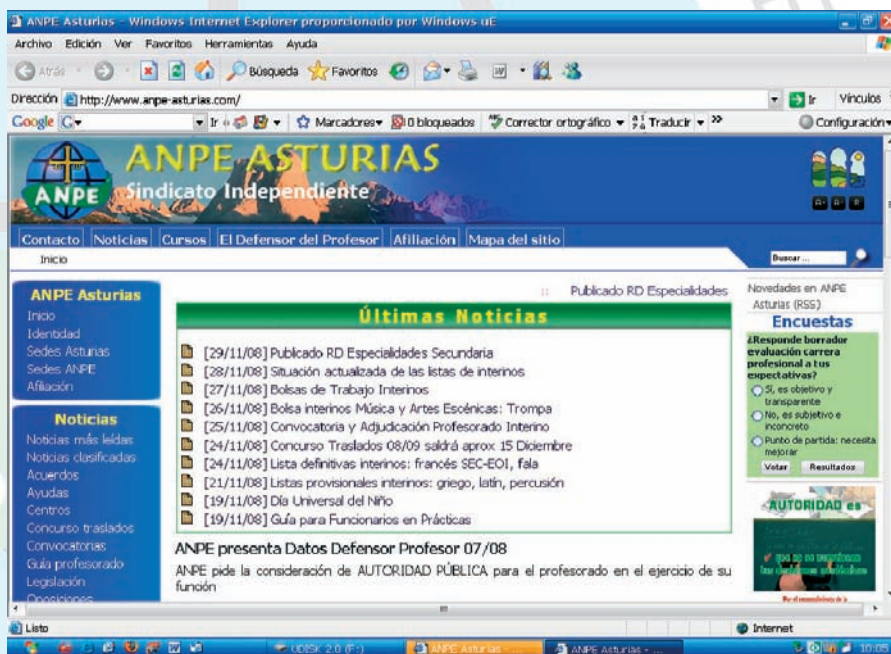 ANPE Asturias - Windows Internet Explorer proporcionado por Windows uE
Archivo Edición Ver Favoritos Herramientas Ayuda
Atrás Búsqueda Favoritos
Dirección http://www.anpe-asturias.com/ Ir Vínculos
Google G Ir Marcadores 0 bloqueados Corrector ortográfico Traducir » Configuración
ANPE ASTURIAS
Sindicato Independiente
ANPE
A+ A- R
Contacto Noticias Cursos El Defensor del Profesor Afiliación Mapa del sitio
Inicio
Buscar ...
ANPE Asturias
Inicio
Identidad
Sedes Asturias
Sedes ANPE
Afiliación
Noticias
Noticias más leídas
Noticias clasificadas
Acuerdos
Ayudas
Centros
Concurso traslados
Convocatorias
Guía profesorado
Legislación
Oposiciones
:: Publicado RD Especialidades
Últimas Noticias
[29/11/08] Publicado RD Especialidades Secundaria
[28/11/08] Situación actualizada de las listas de interinos
[27/11/08] Bolsas de Trabajo Interinos
[26/11/08] Bolsa interinos Música y Artes Escénicas: Trompa
[25/11/08] Convocatoria y Adjudicación Profesorado Interino
[24/11/08] Concurso Traslados 08/09 saldrá aprox 15 Diciembre
[24/11/08] Lista definitivas interinos: francés SEC-EOI, fala
[21/11/08] Listas provisionales interinos: griego, latín, percusión
[19/11/08] Día Universal del Niño
[19/11/08] Guía para Funcionarios en Prácticas
ANPE presenta Datos Defensor Profesor 07/08
ANPE pide la consideración de AUTORIDAD PÚBLICA para el profesorado en el ejercicio de su
función
Novedades en ANPE
Asturias (RSS)
Encuestas
¿Responde borrador
evaluación carrera
profesional a tus
expectativas?
Sí, es objetivo y
transparente
No, es subjetivo e
inconcreto
Punto de partida: necesita
mejorar
Votar Resultados
AUTORIDAD es
Listo Internet
UDISK 2.0 (F:) ANPE Asturias - ... ANPE Asturias - ... 10:05